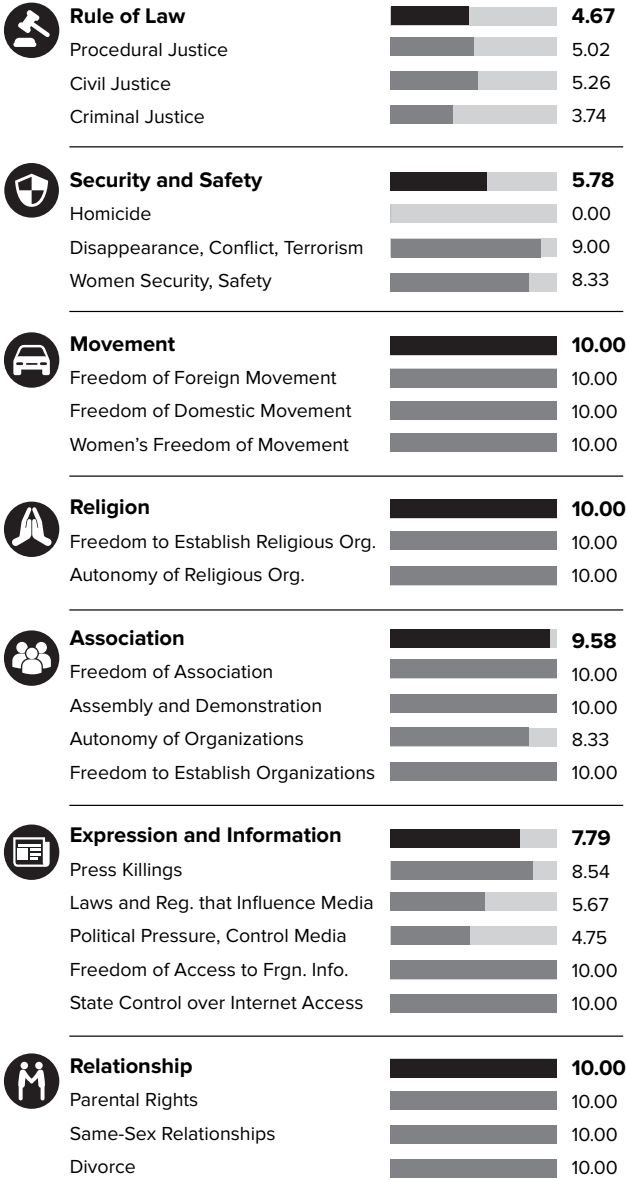 Rule of Law 4.67
Procedural Justice 5.02
Civil Justice 5.26
Criminal Justice 3.74
Security and Safety 5.78
Homicide 0.00
Disappearance, Conflict, Terrorism 9.00
Women Security, Safety 8.33
Movement 10.00
Freedom of Foreign Movement 10.00
Freedom of Domestic Movement 10.00
Women's Freedom of Movement 10.00
Religion 10.00
Freedom to Establish Religious Org. 10.00
Autonomy of Religious Org. 10.00
Association 9.58
Freedom of Association 10.00
Assembly and Demonstration 10.00
Autonomy of Organizations 8.33
Freedom to Establish Organizations 10.00
Expression and Information 7.79
Press Killings 8.54
Laws and Reg. that Influence Media 5.67
Political Pressure, Control Media 4.75
Freedom of Access to Frgn. Info. 10.00
State Control over Internet Access 10.00
Relationship 10.00
Parental Rights 10.00
Same-Sex Relationships 10.00
Divorce 10.00